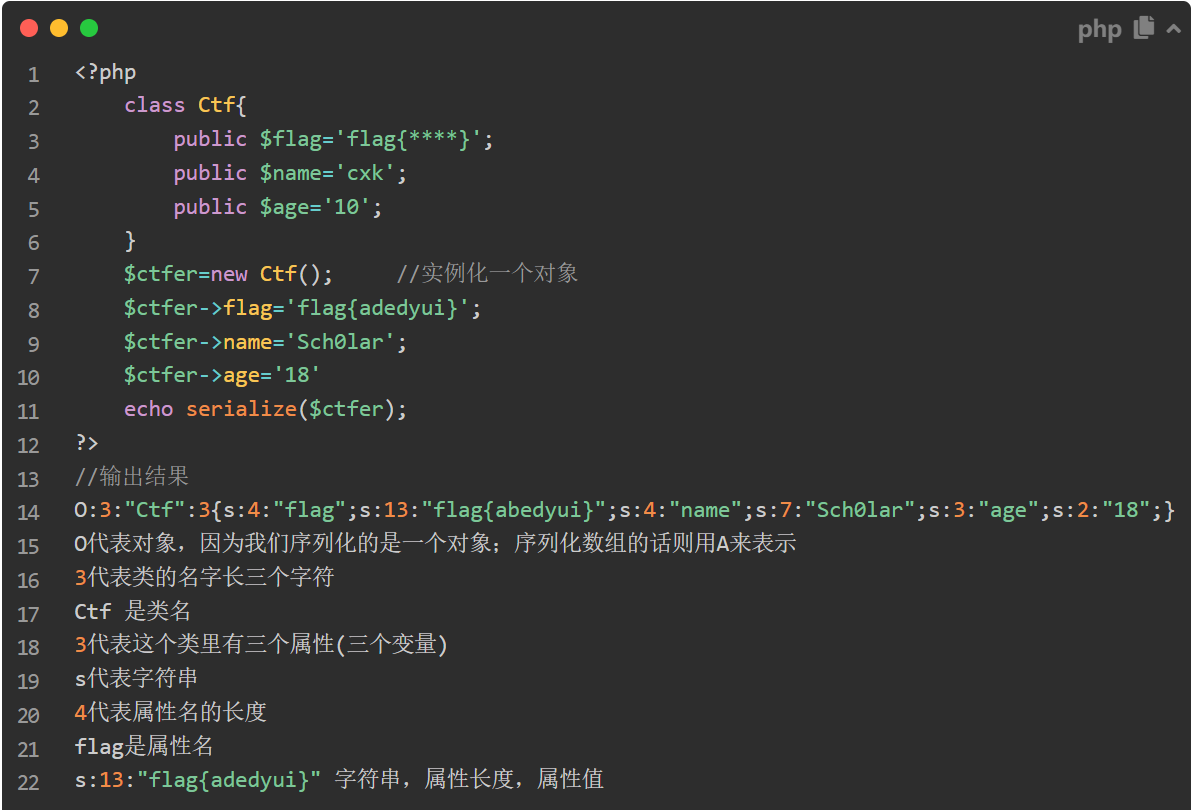 php
1 <?php
2 class Ctf{
3 public $flag='flag{****}';
4 public $name='cxk';
5 public $age='10';
6 }
7 $ctfer=new Ctf(); //实例化一个对象
8 $ctfer->flag='flag{adedyui}';
9 $ctfer->name='Sch0lar';
10 $ctfer->age='18'
11 echo serialize($ctfer);
12 ?>
13 //输出结果
14 O:3:"Ctf":3{s:4:"flag";s:13:"flag{abedyui}";s:4:"name";s:7:"Sch0lar";s:3:"age";s:2:"18";}
15 O代表对象，因为我们序列化的是一个对象；序列化数组的话则用A来表示
16 3代表类的名字长三个字符
17 Ctf 是类名
18 3代表这个类里有三个属性(三个变量)
19 s代表字符串
20 4代表属性名的长度
21 flag是属性名
22 s:13:"flag{adedyui}" 字符串，属性长度，属性值